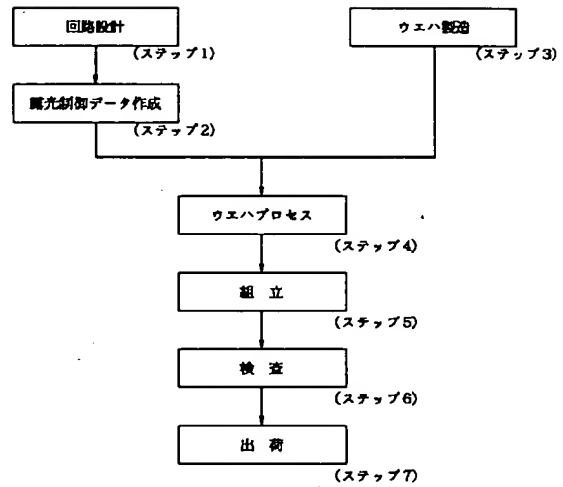 回路設計
(ステップ1)
ウエハ製造
(ステップ3)
露光制御データ作成
(ステップ2)
ウエハプロセス
(ステップ4)
組 立
(ステップ5)
検 査
(ステップ6)
出 荷
(ステップ7)